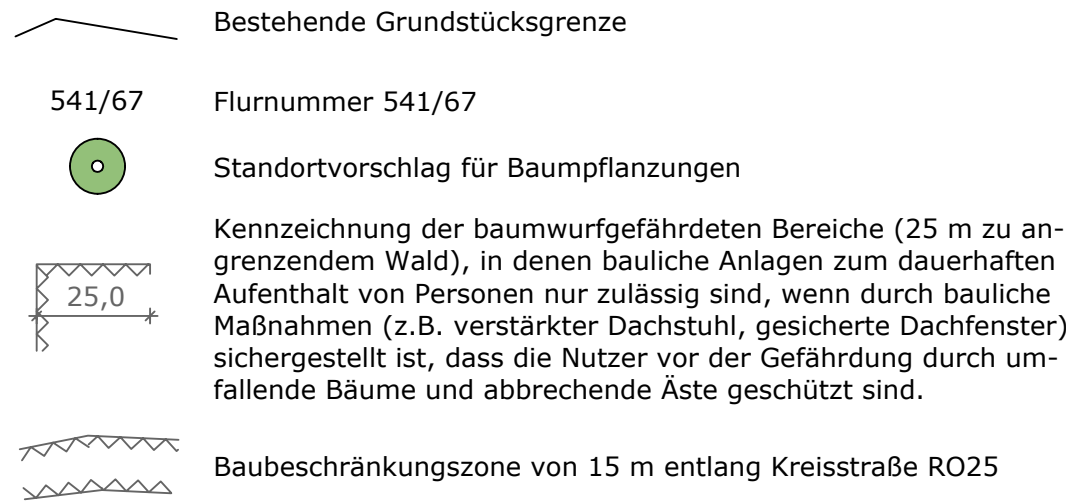 Bestehende Grundstücksgrenze
541/67 Flurnummer 541/67
Standortvorschlag für Baumpflanzungen
Kennzeichnung der baumwurfgefährdeten Bereiche (25 m zu an-
grenzendem Wald), in denen bauliche Anlagen zum dauerhaften
25,0 Aufenthalt von Personen nur zulässig sind, wenn durch bauliche
Maßnahmen (z.B. verstärkter Dachstuhl, gesicherte Dachfenster)
sichergestellt ist, dass die Nutzer vor der Gefährdung durch um-
fallende Bäume und abbrechende Äste geschützt sind.
Baubeschränkungszone von 15 m entlang Kreisstraße RO25